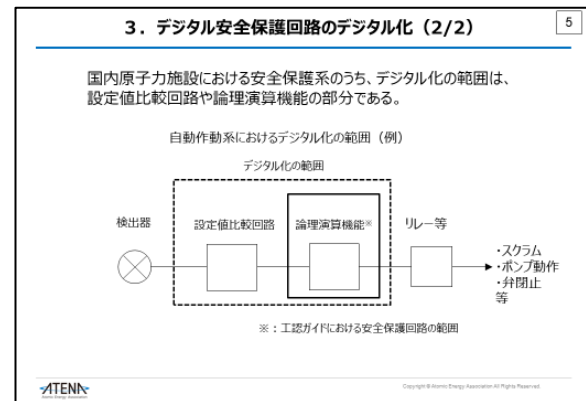 3．デジタル安全保護回路のデジタル化（2/2）
5
国内原子力施設における安全保護系のうち、デジタル化の範囲は、
設定値比較回路や論理演算機能の部分である。
自動作動系におけるデジタル化の範囲（例）
デジタル化の範囲
検出器
設定値比較回路
論理演算機能※
リレー等
・スクラム
・ポンプ動作
・弁閉止
等
※：工認ガイドにおける安全保護回路の範囲
ATENA
Atomic Energy Association
Copyright © Atomic Energy Association All Rights Reserved.